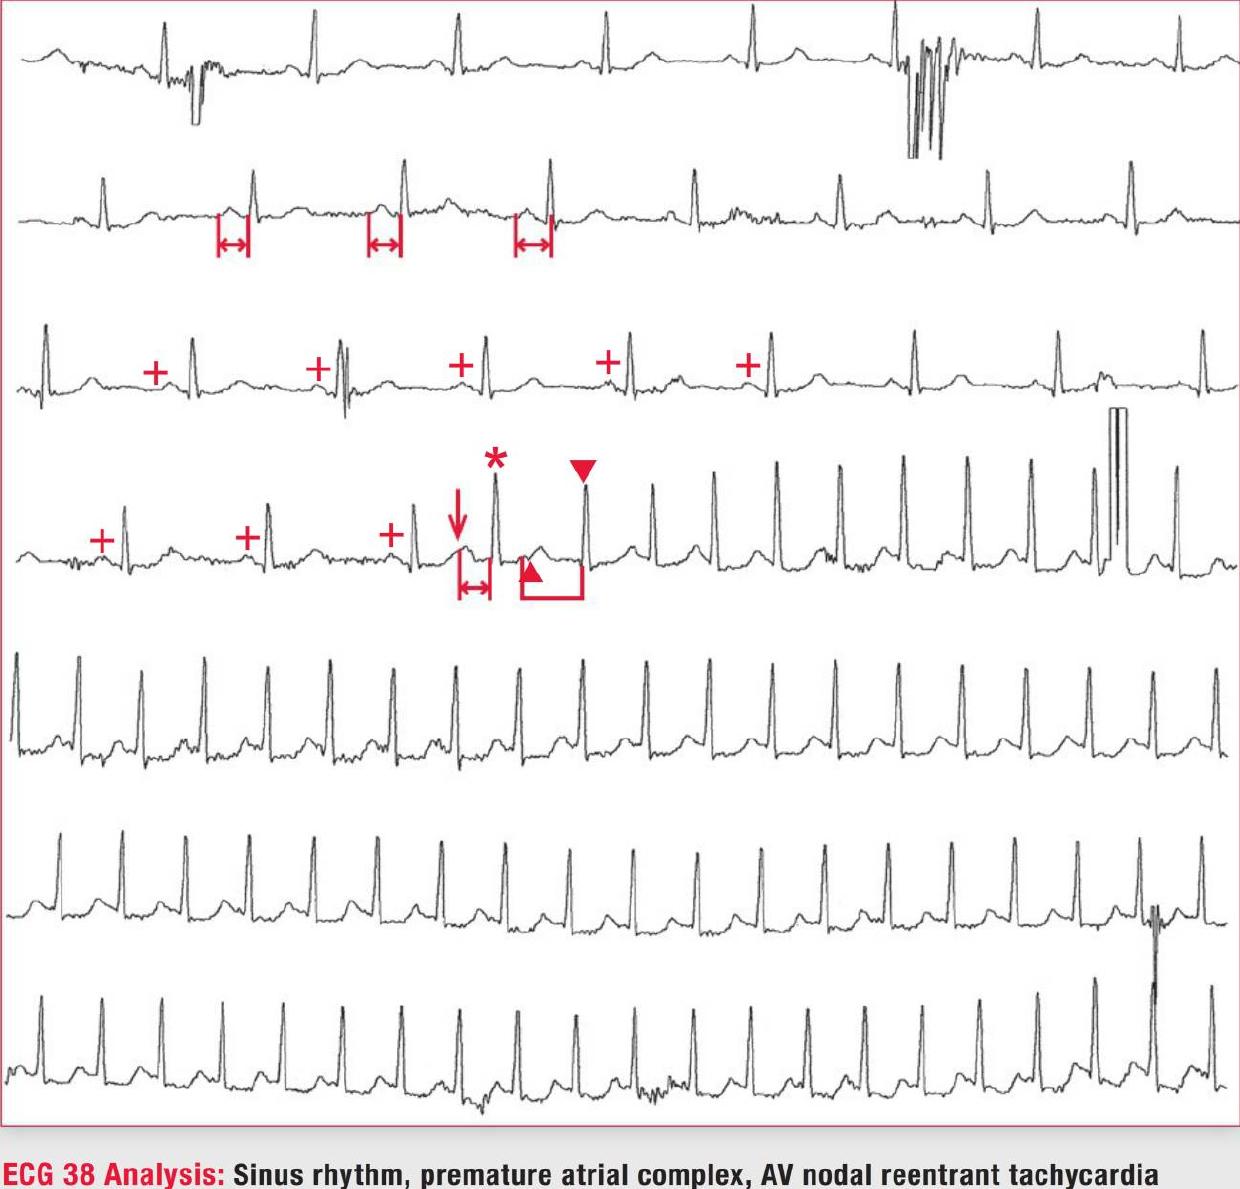 + + + + +
*
+ + +
ECG 38 Analysis: Sinus rhythm, premature atrial complex, AV nodal reentrant tachycardia